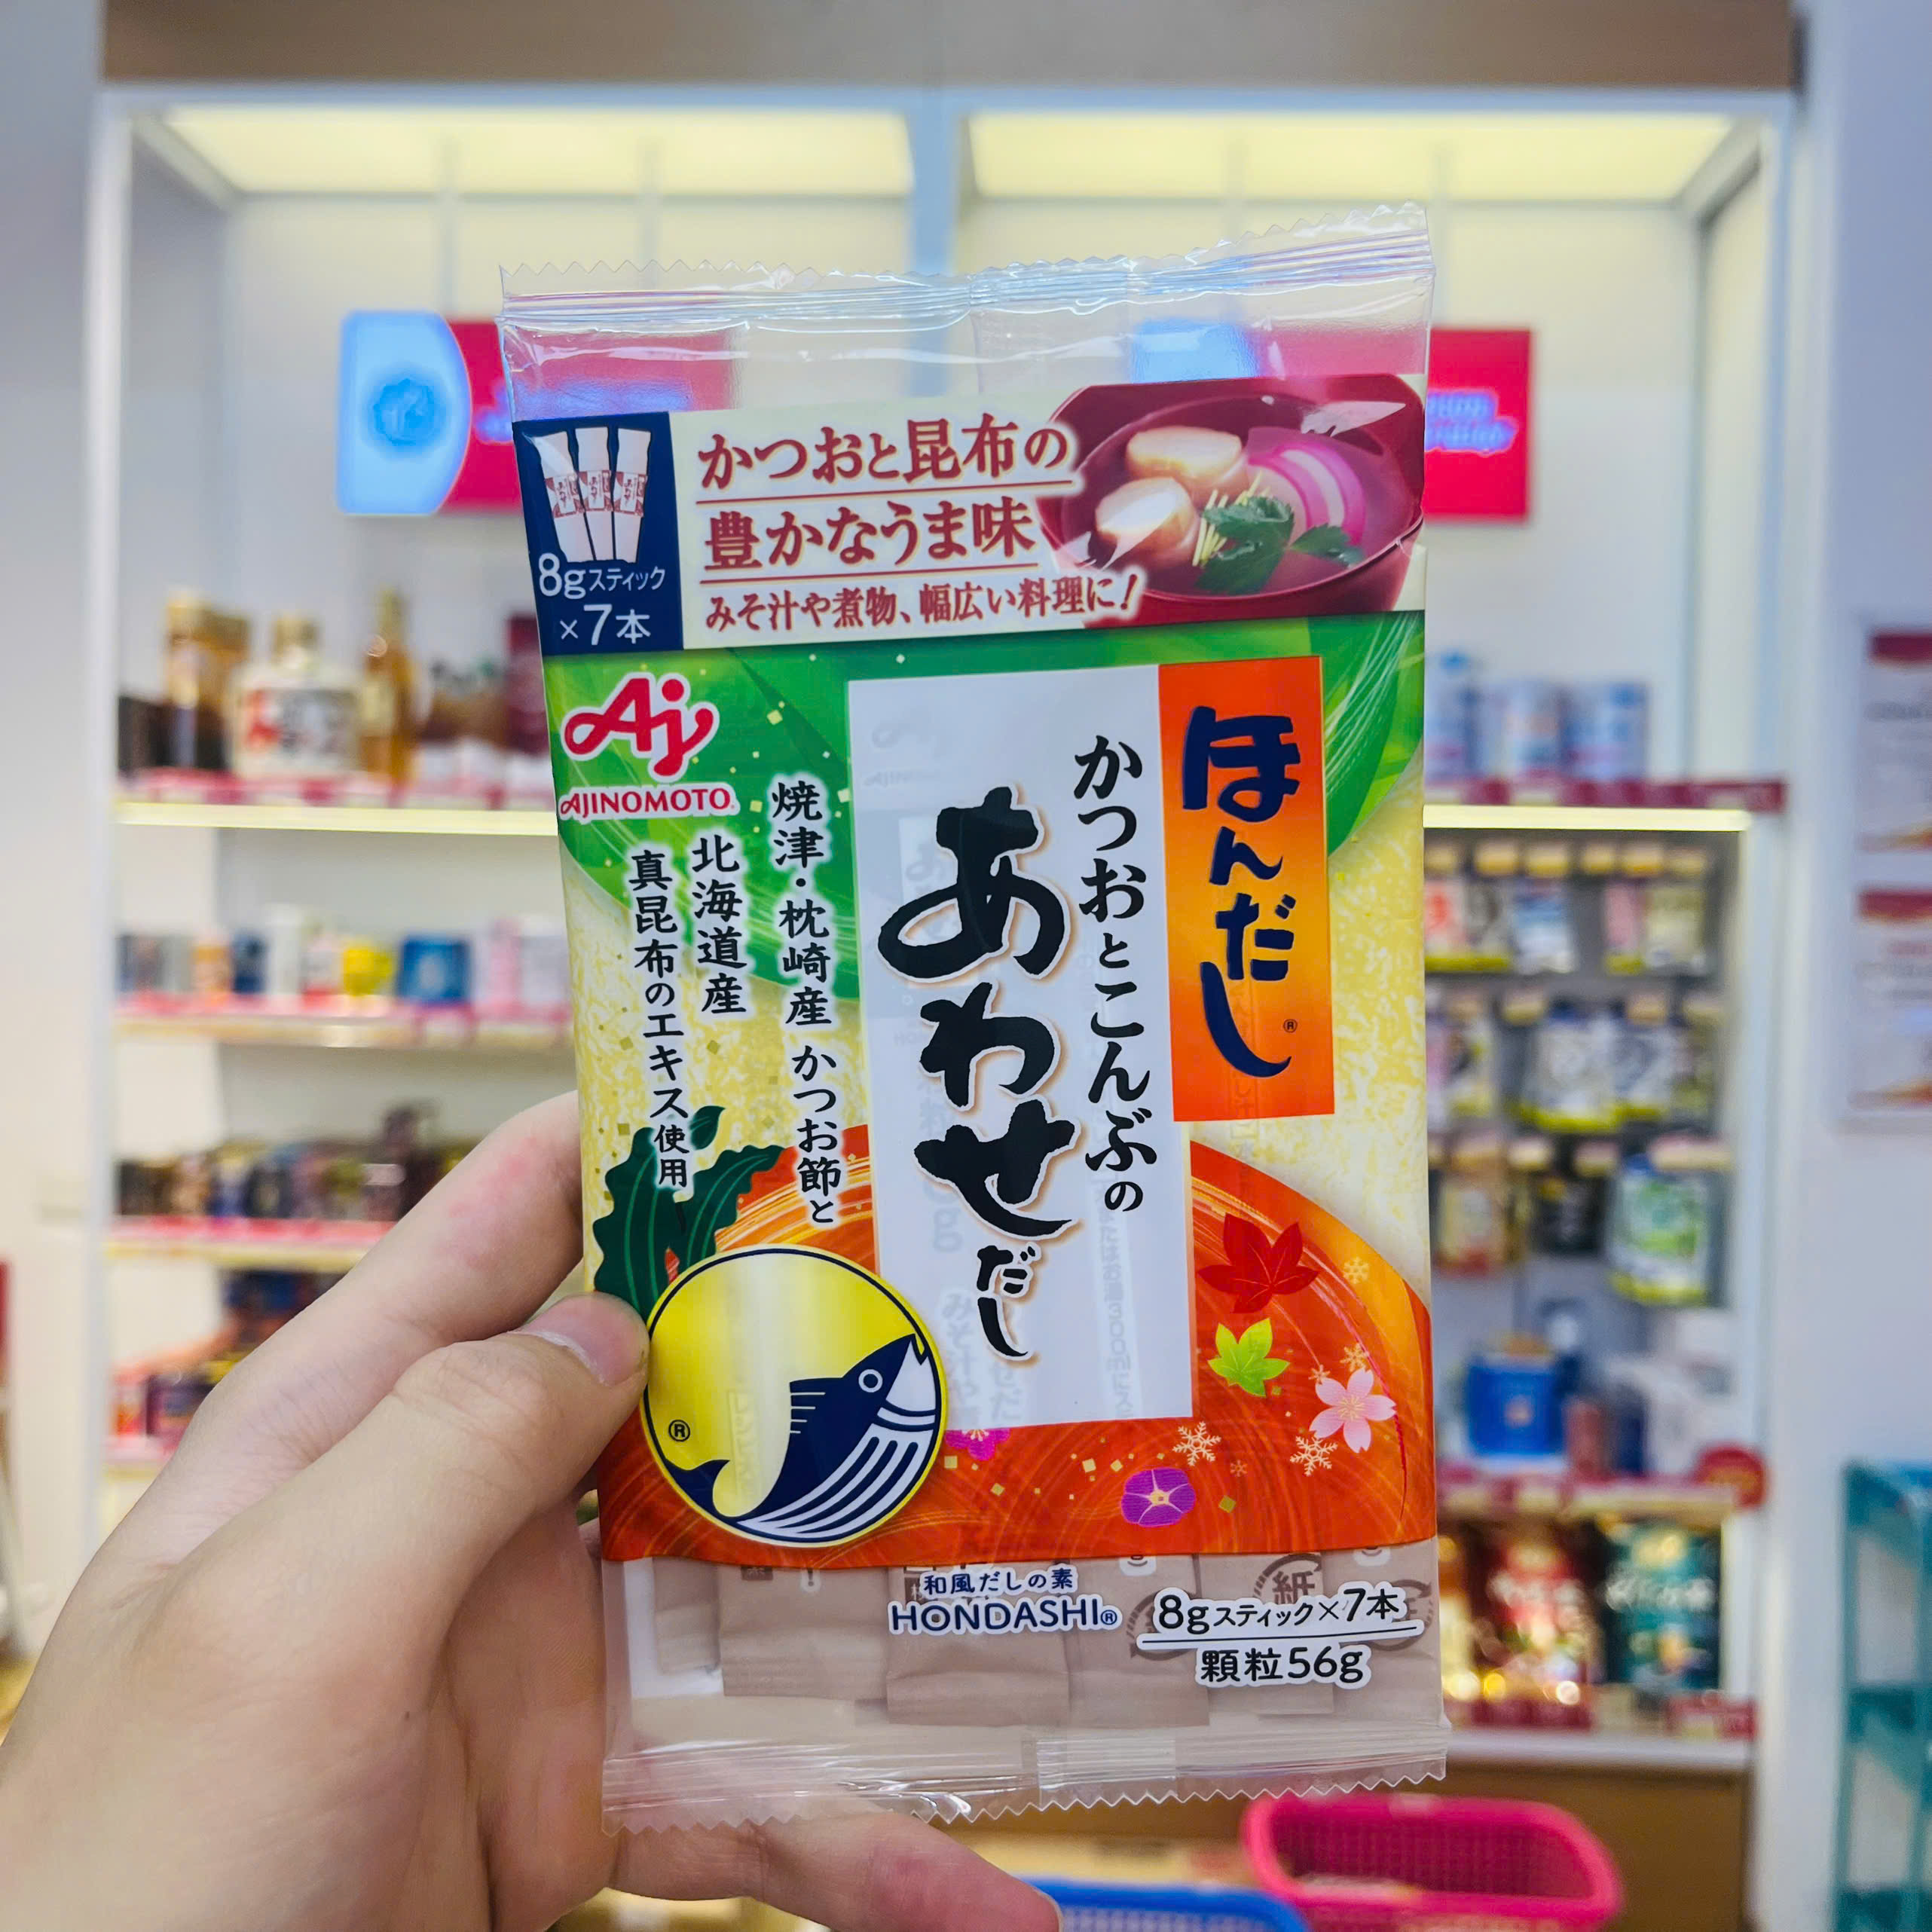 かつおと昆布の
豊かなうま味
みそ汁や煮物、幅広い料理に!
8gスティック
×7本
Aj
AJINOMOTO®
ほんだし®
かつおとこんぶの
あわせだし
焼津・枕崎産 かつお節と
北海道産
真昆布のエキス使用
®
和風だしの素
HONDASHI®
8gスティック×7本
顆粒56g
紙